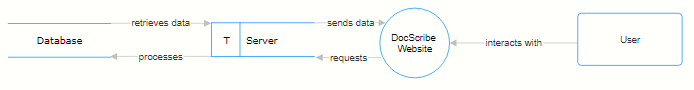 retrieves data
sends data
Database
T
Server
DocScribe
Website
interacts with
User
processes
requests